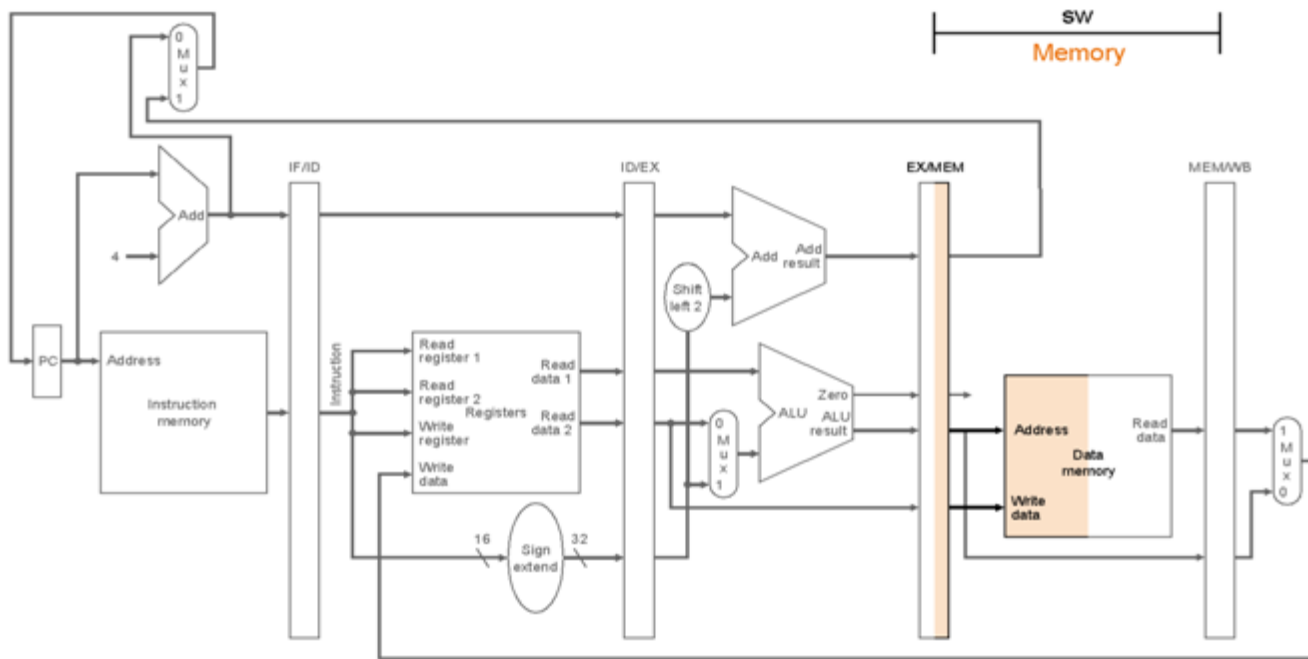 SW
Memory
0
M
u
x
1
IF/ID
ID/EX
EX/MEM
MEM/WB
Add
4
Add
Add
result
Shift
left 2
PC
Address
Instruction
memory
Instruction
Read
register 1
Read
register 2
Write
register
Write
data
Registers
Read
data 1
Read
data 2
0
M
u
x
1
Zero
ALU
ALU
result
Address
Write
data
Data
memory
Read
data
1
M
u
x
0
16
Sign
extend
32